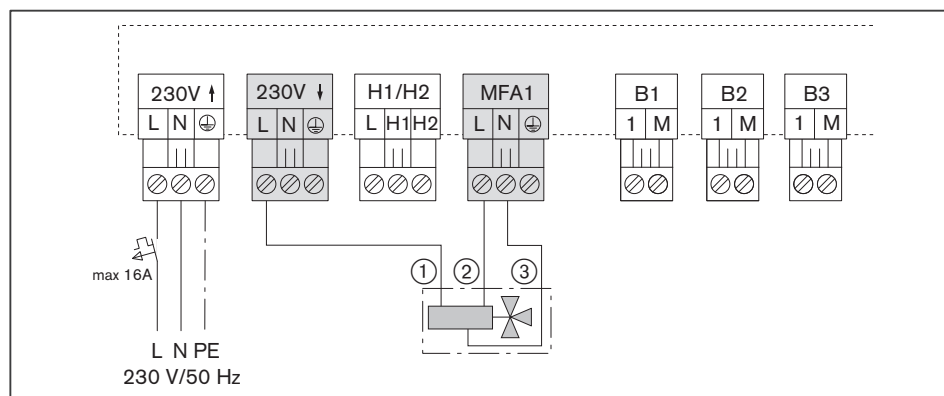 230V ↑ 230V ↓ H1/H2 MFA1 B1 B2 B3
L N ⏚ L N ⏚ L H1 H2 L N ⏚ 1 M 1 M 1 M
max 16A
① ② ③
L N PE
230 V/50 Hz